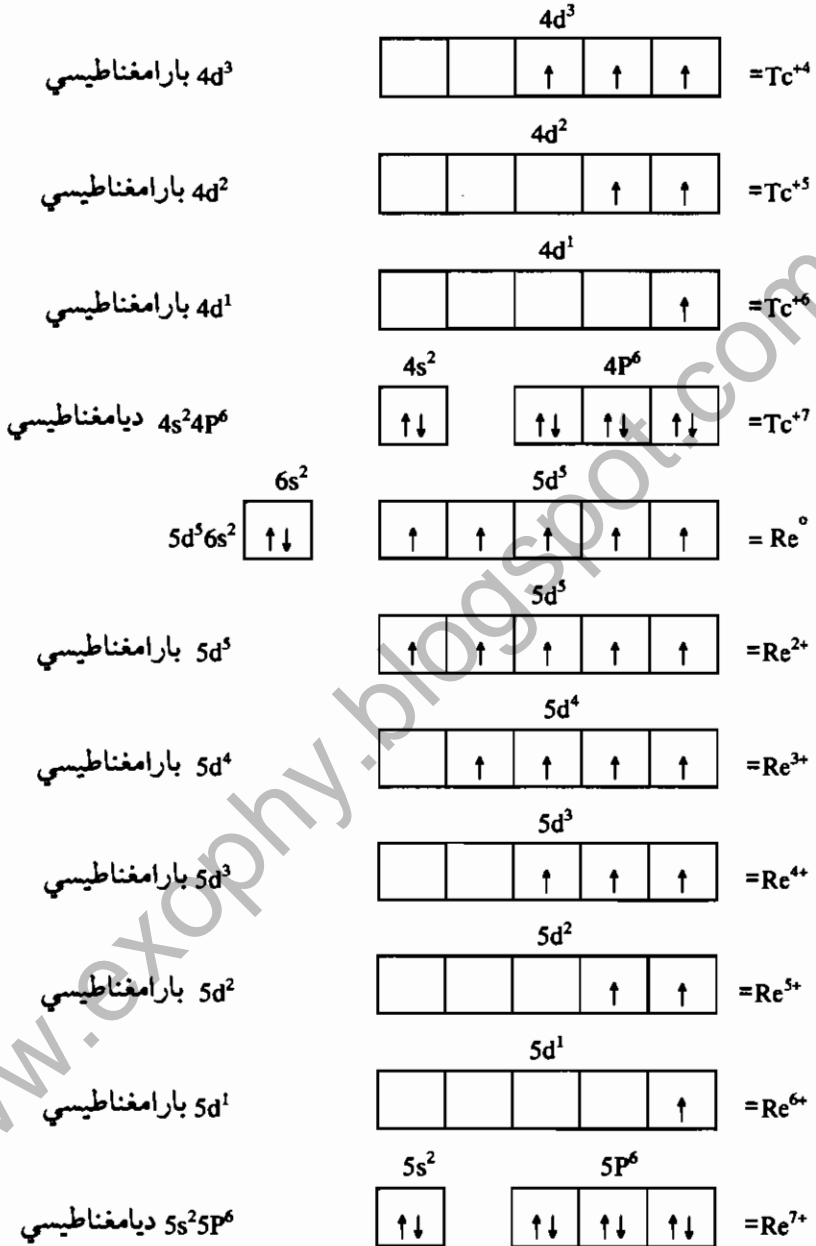 4d³
بارامغناطيسي 4d³ ↑ ↑ ↑ =Tc⁺⁴
4d²
بارامغناطيسي 4d² ↑ ↑ =Tc⁺⁵
4d¹
بارامغناطيسي 4d¹ ↑ =Tc⁺⁶
4s² 4P⁶
ديامغناطيسي 4s²4P⁶ ↑↓ ↑↓ ↑↓ ↑↓ =Tc⁺⁷
6s² 5d⁵
5d⁵6s² ↑↓ ↑ ↑ ↑ ↑ ↑ = Re°
5d⁵
بارامغناطيسي 5d⁵ ↑ ↑ ↑ ↑ ↑ =Re²⁺
5d⁴
بارامغناطيسي 5d⁴ ↑ ↑ ↑ ↑ =Re³⁺
5d³
بارامغناطيسي 5d³ ↑ ↑ ↑ =Re⁴⁺
5d²
بارامغناطيسي 5d² ↑ ↑ =Re⁵⁺
5d¹
بارامغناطيسي 5d¹ ↑ =Re⁶⁺
5s² 5P⁶
ديامغناطيسي 5s²5P⁶ ↑↓ ↑↓ ↑↓ ↑↓ =Re⁷⁺
w.exophy.blogspot.com